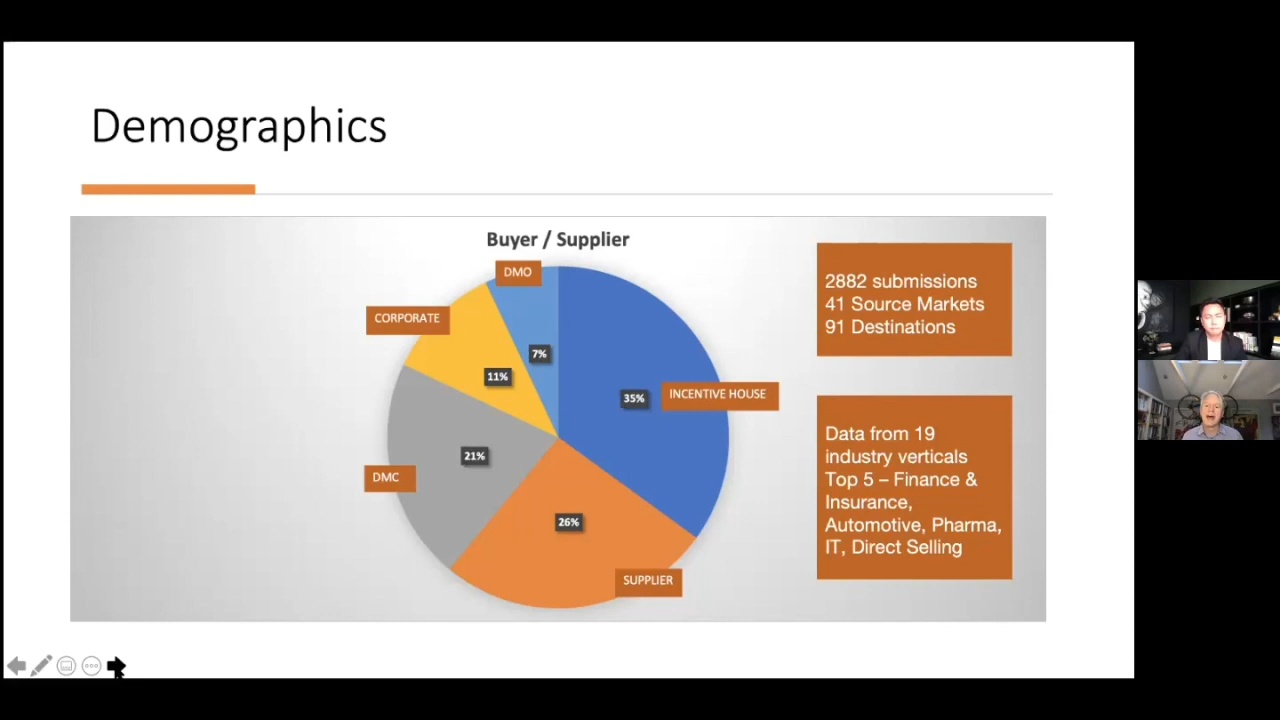 Demographics
Buyer / Supplier
DMO
CORPORATE
7%
11%
35%
INCENTIVE HOUSE
21%
DMC
26%
SUPPLIER
2882 submissions
41 Source Markets
91 Destinations
Data from 19
industry verticals
Top 5 – Finance &
Insurance,
Automotive, Pharma,
IT, Direct Selling